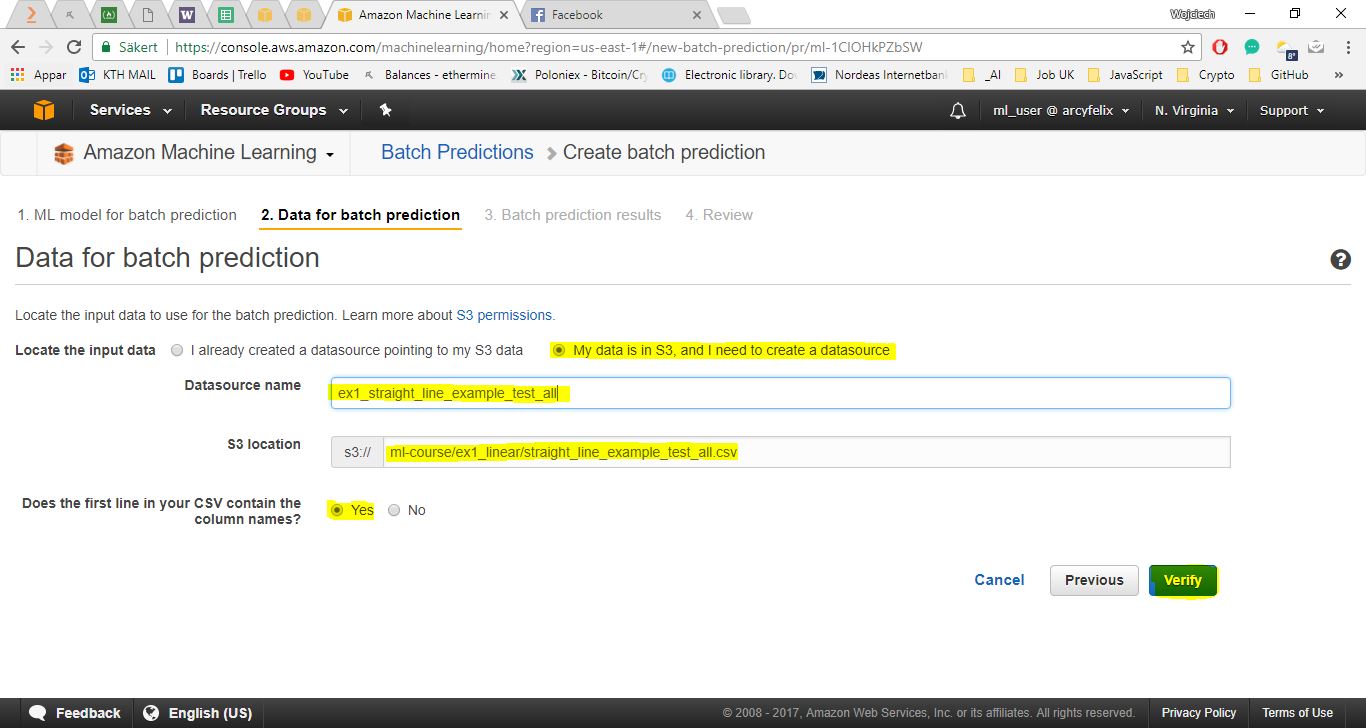 Amazon Machine Learnin
Facebook
Wojciech
Säkert
https://console.aws.amazon.com/machinelearning/home?region=us-east-1#/new-batch-prediction/pr/ml-1CIOHkPZbSW
Appar
KTH MAIL
Boards | Trello
YouTube
Balances - ethermine
Poloniex - Bitcoin/Cry
Electronic library. Do
Nordeas Internetban
_AI
Job UK
JavaScript
Crypto
GitHub
»
8°
Services
Resource Groups
ml_user @ arcyfelix
N. Virginia
Support
Amazon Machine Learning
Batch Predictions
Create batch prediction
1. ML model for batch prediction
2. Data for batch prediction
3. Batch prediction results
4. Review
Data for batch prediction
?
Locate the input data to use for the batch prediction. Learn more about S3 permissions.
Locate the input data
I already created a datasource pointing to my S3 data
My data is in S3, and I need to create a datasource
Datasource name
ex1_straight_line_example_test_all
S3 location
s3://
ml-course/ex1_linear/straight_line_example_test_all.csv
Does the first line in your CSV contain the
column names?
Yes
No
Cancel
Previous
Verify
Feedback
English (US)
© 2008 - 2017, Amazon Web Services, Inc. or its affiliates. All rights reserved.
Privacy Policy
Terms of Use